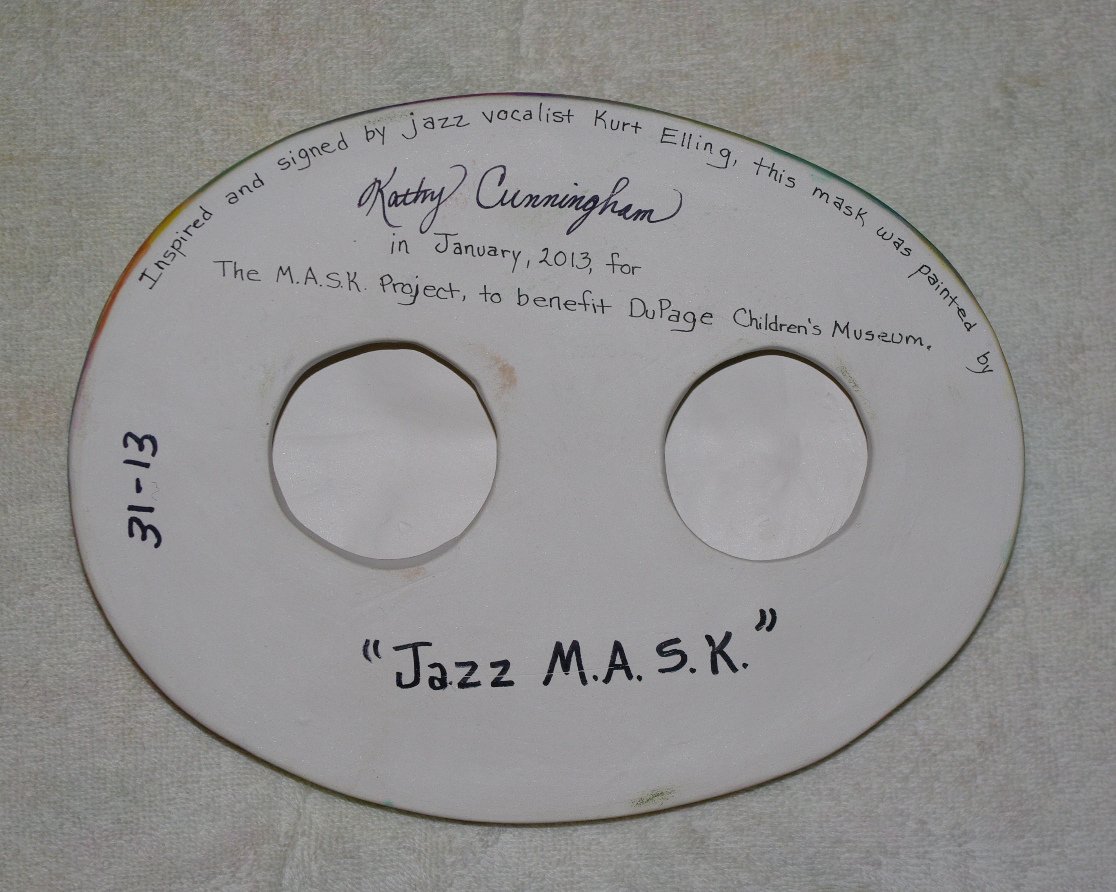 Inspired and signed by jazz vocalist Kurt Elling, this mask was painted by
Kathy Cunningham
in January, 2013, for
The M.A.S.K. Project, to benefit DuPage Children's Museum.
31-13
"Jazz M.A.S.K."